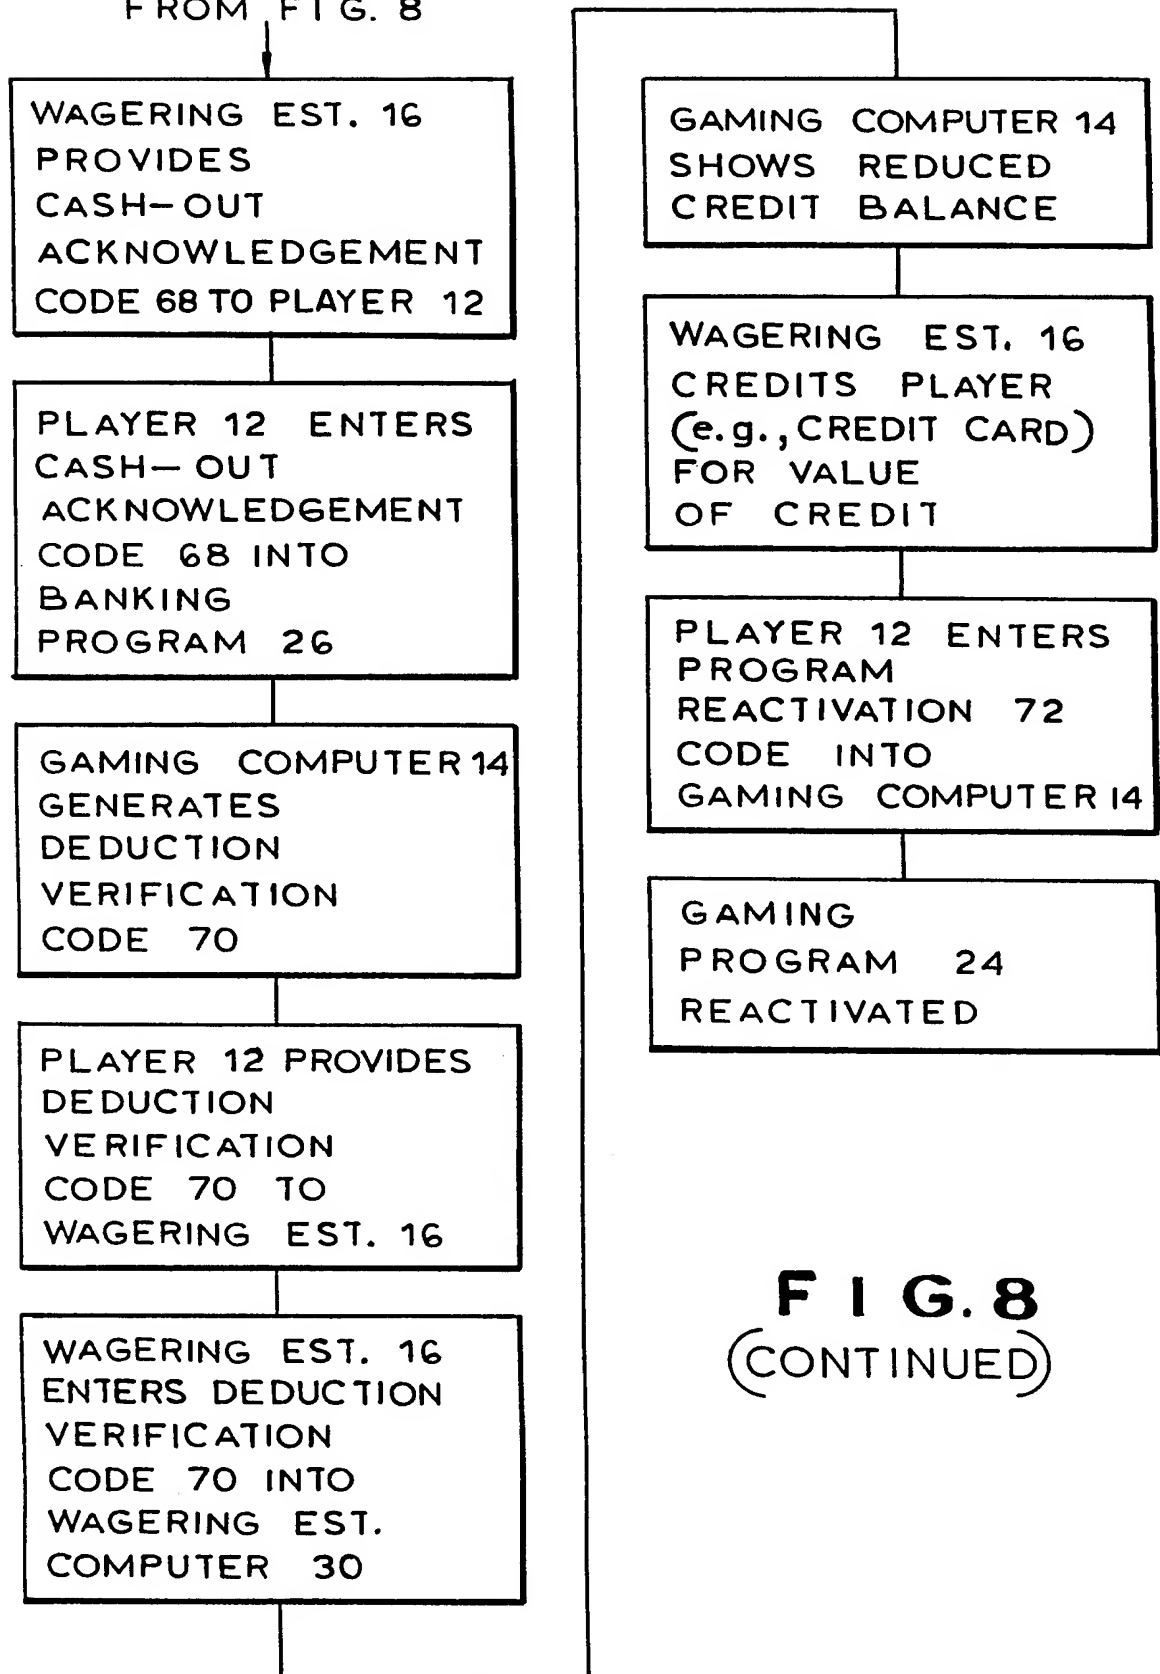 FROM FIG. 8
WAGERING EST. 16
PROVIDES
CASH-OUT
ACKNOWLEDGEMENT
CODE 68 TO PLAYER 12
PLAYER 12 ENTERS
CASH-OUT
ACKNOWLEDGEMENT
CODE 68 INTO
BANKING
PROGRAM 26
GAMING COMPUTER 14
GENERATES
DEDUCTION
VERIFICATION
CODE 70
PLAYER 12 PROVIDES
DEDUCTION
VERIFICATION
CODE 70 TO
WAGERING EST. 16
WAGERING EST. 16
ENTERS DEDUCTION
VERIFICATION
CODE 70 INTO
WAGERING EST.
COMPUTER 30
GAMING COMPUTER 14
SHOWS REDUCED
CREDIT BALANCE
WAGERING EST. 16
CREDITS PLAYER
(e.g., CREDIT CARD)
FOR VALUE
OF CREDIT
PLAYER 12 ENTERS
PROGRAM
REACTIVATION 72
CODE INTO
GAMING COMPUTER 14
GAMING
PROGRAM 24
REACTIVATED
FIG. 8
(CONTINUED)